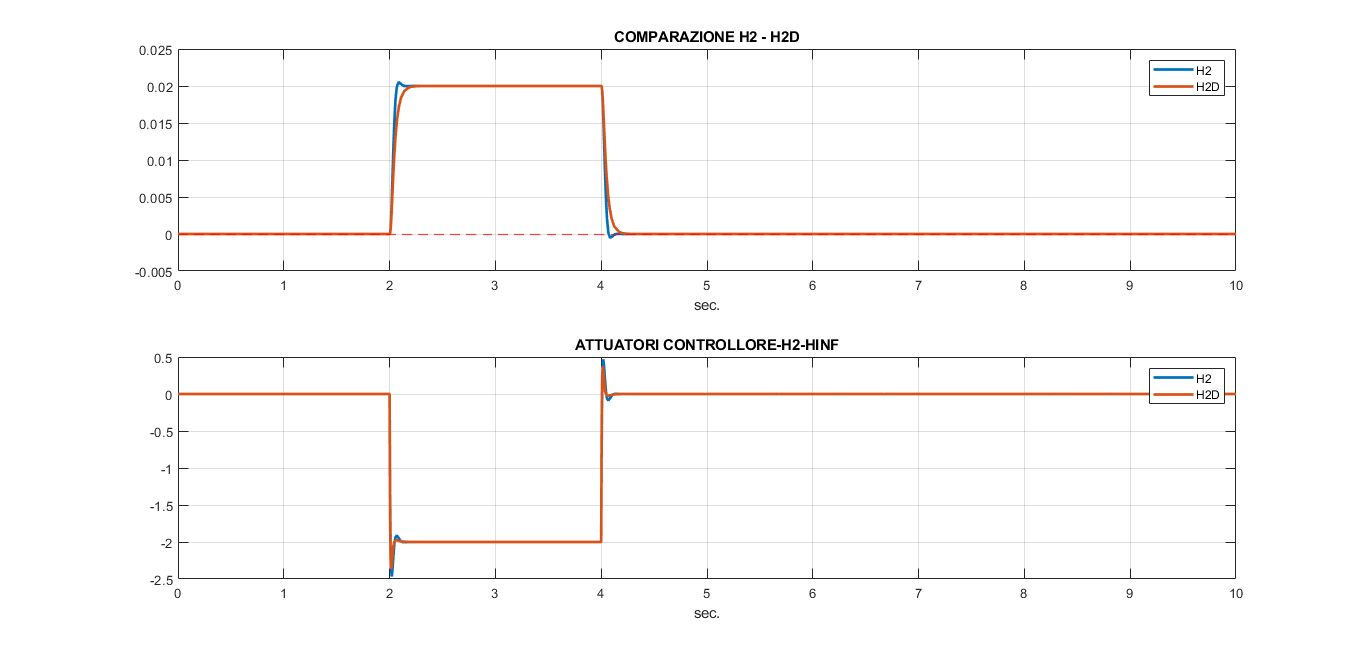 COMPARAZIONE H2 - H2D
0.025
0.02
0.015
0.01
0.005
0
-0.005
H2
H2D
0 1 2 3 4 5 6 7 8 9 10
sec.
ATTUATORI CONTROLLORE-H2-HINF
0.5
0
-0.5
-1
-1.5
-2
-2.5
H2
H2D
0 1 2 3 4 5 6 7 8 9 10
sec.